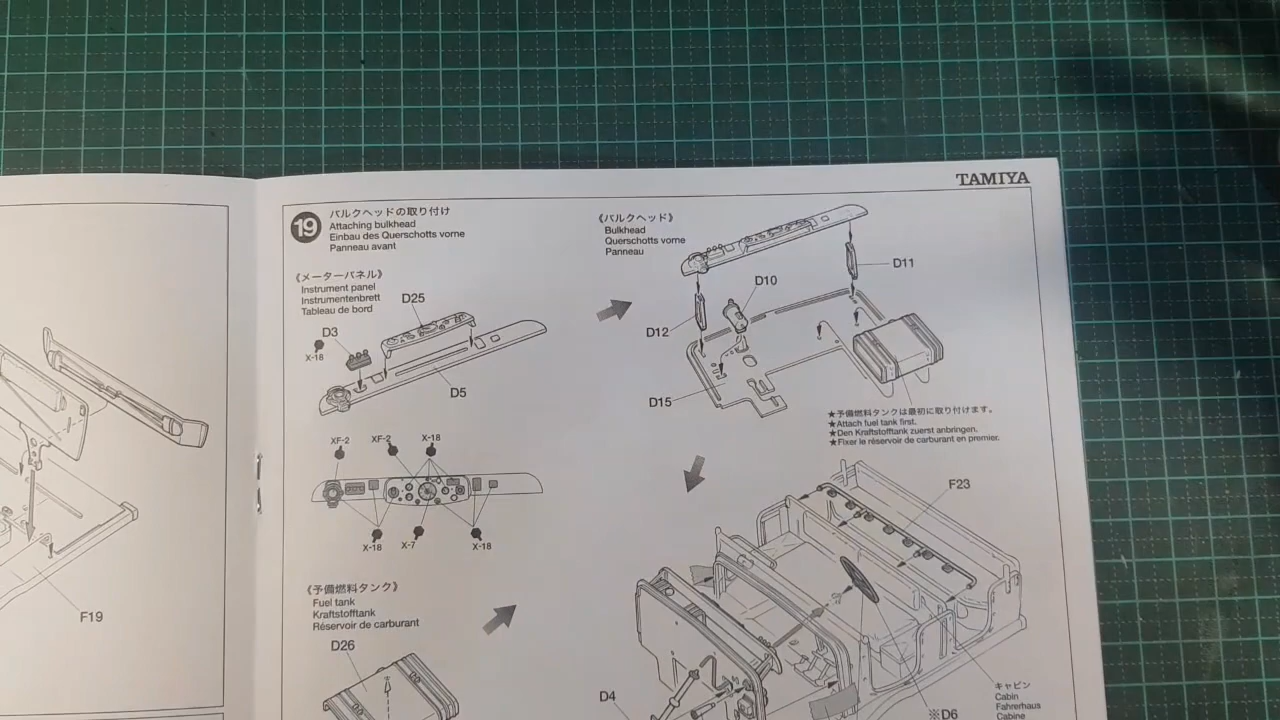 TAMIYA
19
バルクヘッドの取り付け
Attaching bulkhead
Einbau des Querschotts vorne
Panneau avant
《メーターパネル》
Instrument panel
Instrumentenbrett
Tableau de bord
D25
D3
X-18
D5
XF-2
XF-2
X-18
X-18
X-7
X-18
《予備燃料タンク》
Fuel tank
Kraftstofftank
Réservoir de carburant
D26
《バルクヘッド》
Bulkhead
Querschotts vorne
Panneau
D10
D11
D12
D15
★予備燃料タンクは最初に取り付けます。
★Attach fuel tank first.
★Den Kraftstofftank zuerst anbringen.
★Fixer le réservoir de carburant en premier.
F23
D4
キャビン
Cabin
Fahrerhaus
Cabine
※D6
F19